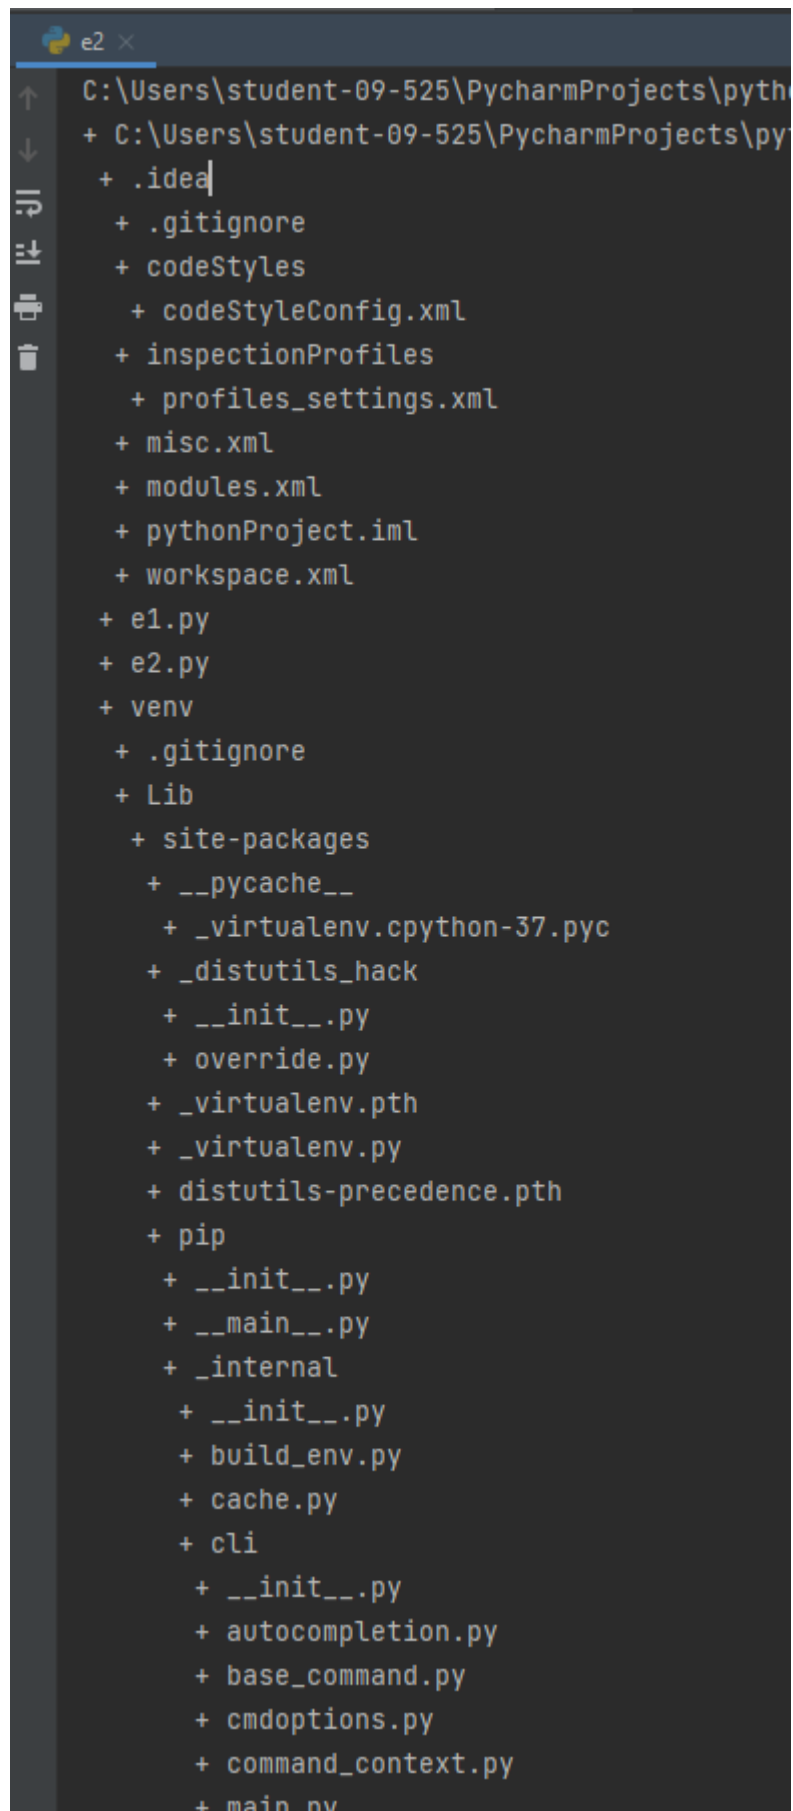 e2
C:\Users\student-09-525\PycharmProjects\pytho
+ C:\Users\student-09-525\PycharmProjects\py
+ .idea
+ .gitignore
+ codeStyles
+ codeStyleConfig.xml
+ inspectionProfiles
+ profiles_settings.xml
+ misc.xml
+ modules.xml
+ pythonProject.iml
+ workspace.xml
+ e1.py
+ e2.py
+ venv
+ .gitignore
+ Lib
+ site-packages
+ __pycache__
+ _virtualenv.cpython-37.pyc
+ _distutils_hack
+ __init__.py
+ override.py
+ _virtualenv.pth
+ _virtualenv.py
+ distutils-precedence.pth
+ pip
+ __init__.py
+ __main__.py
+ _internal
+ __init__.py
+ build_env.py
+ cache.py
+ cli
+ __init__.py
+ autocompletion.py
+ base_command.py
+ cmdoptions.py
+ command_context.py
+ main.py